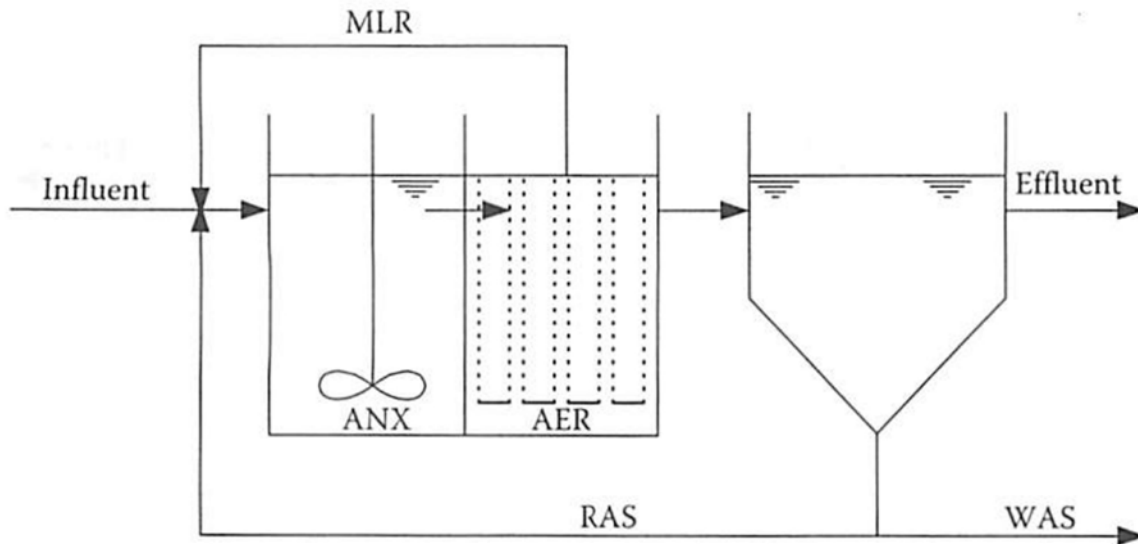 MLR
Influent
Effluent
ANX
AER
RAS
WAS